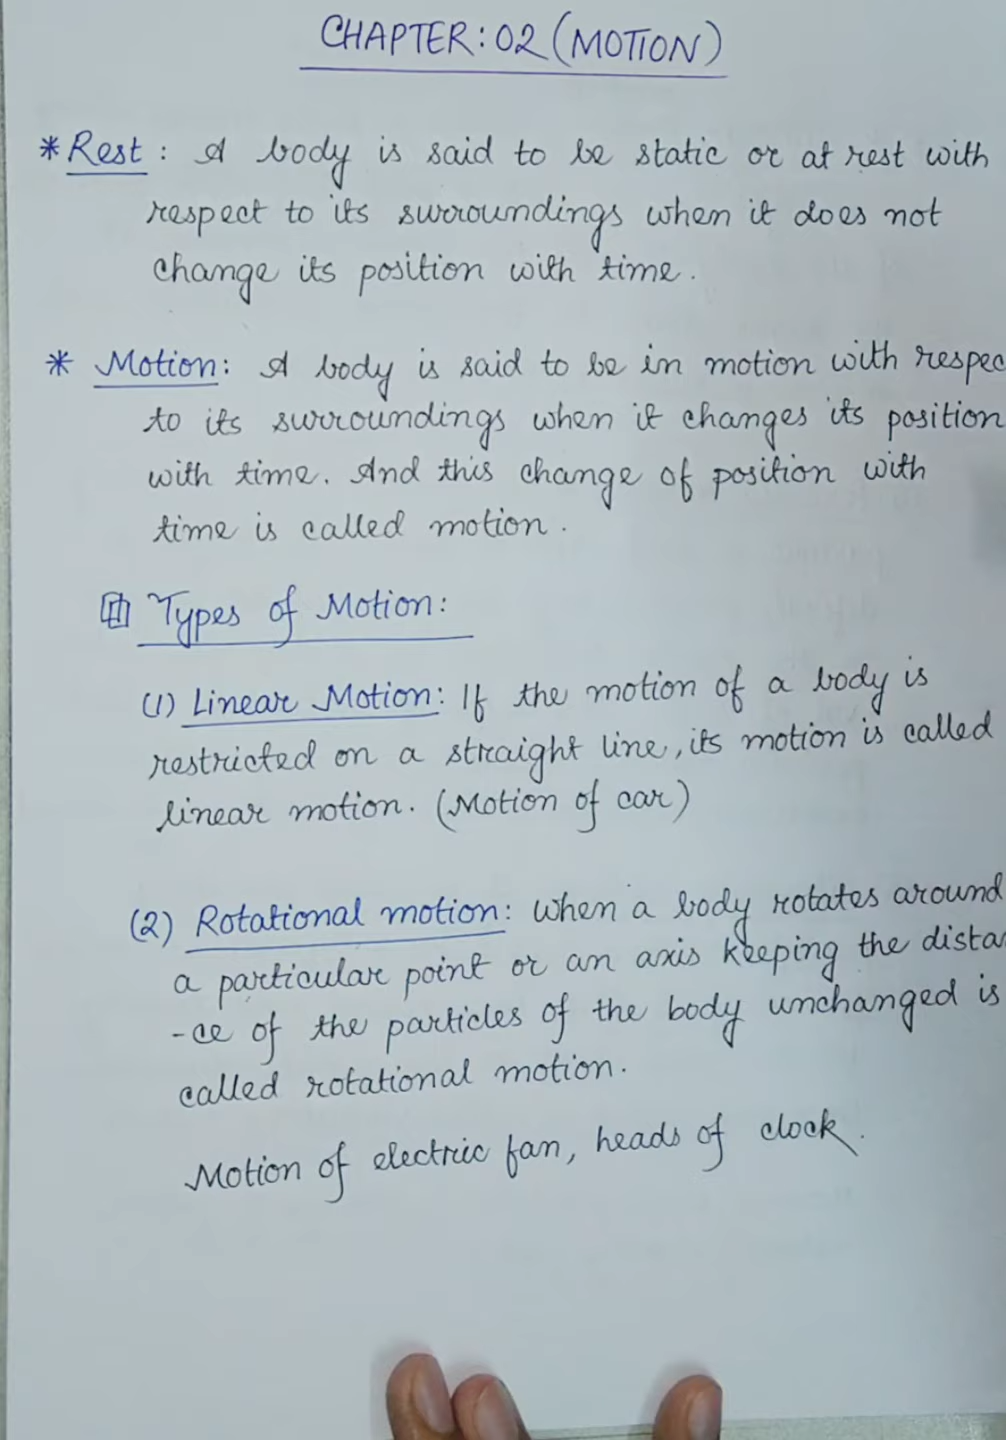 CHAPTER: 02 (MOTION)
* Rest : A body is said to be static or at rest with
respect to its surroundings when it does not
change its position with time.
* Motion: A body is said to be in motion with respec
to its surroundings when it changes its position
with time. And this change of position with
time is called motion.
Types of Motion:
(1) Linear Motion: If the motion of a body is
restricted on a straight line, its motion is called
linear motion. (Motion of car)
(2) Rotational motion: when a body rotates around
a particular point or an axis keeping the distan
-ce of the particles of the body unchanged is
called rotational motion.
Motion of electric fan, heads of clock.